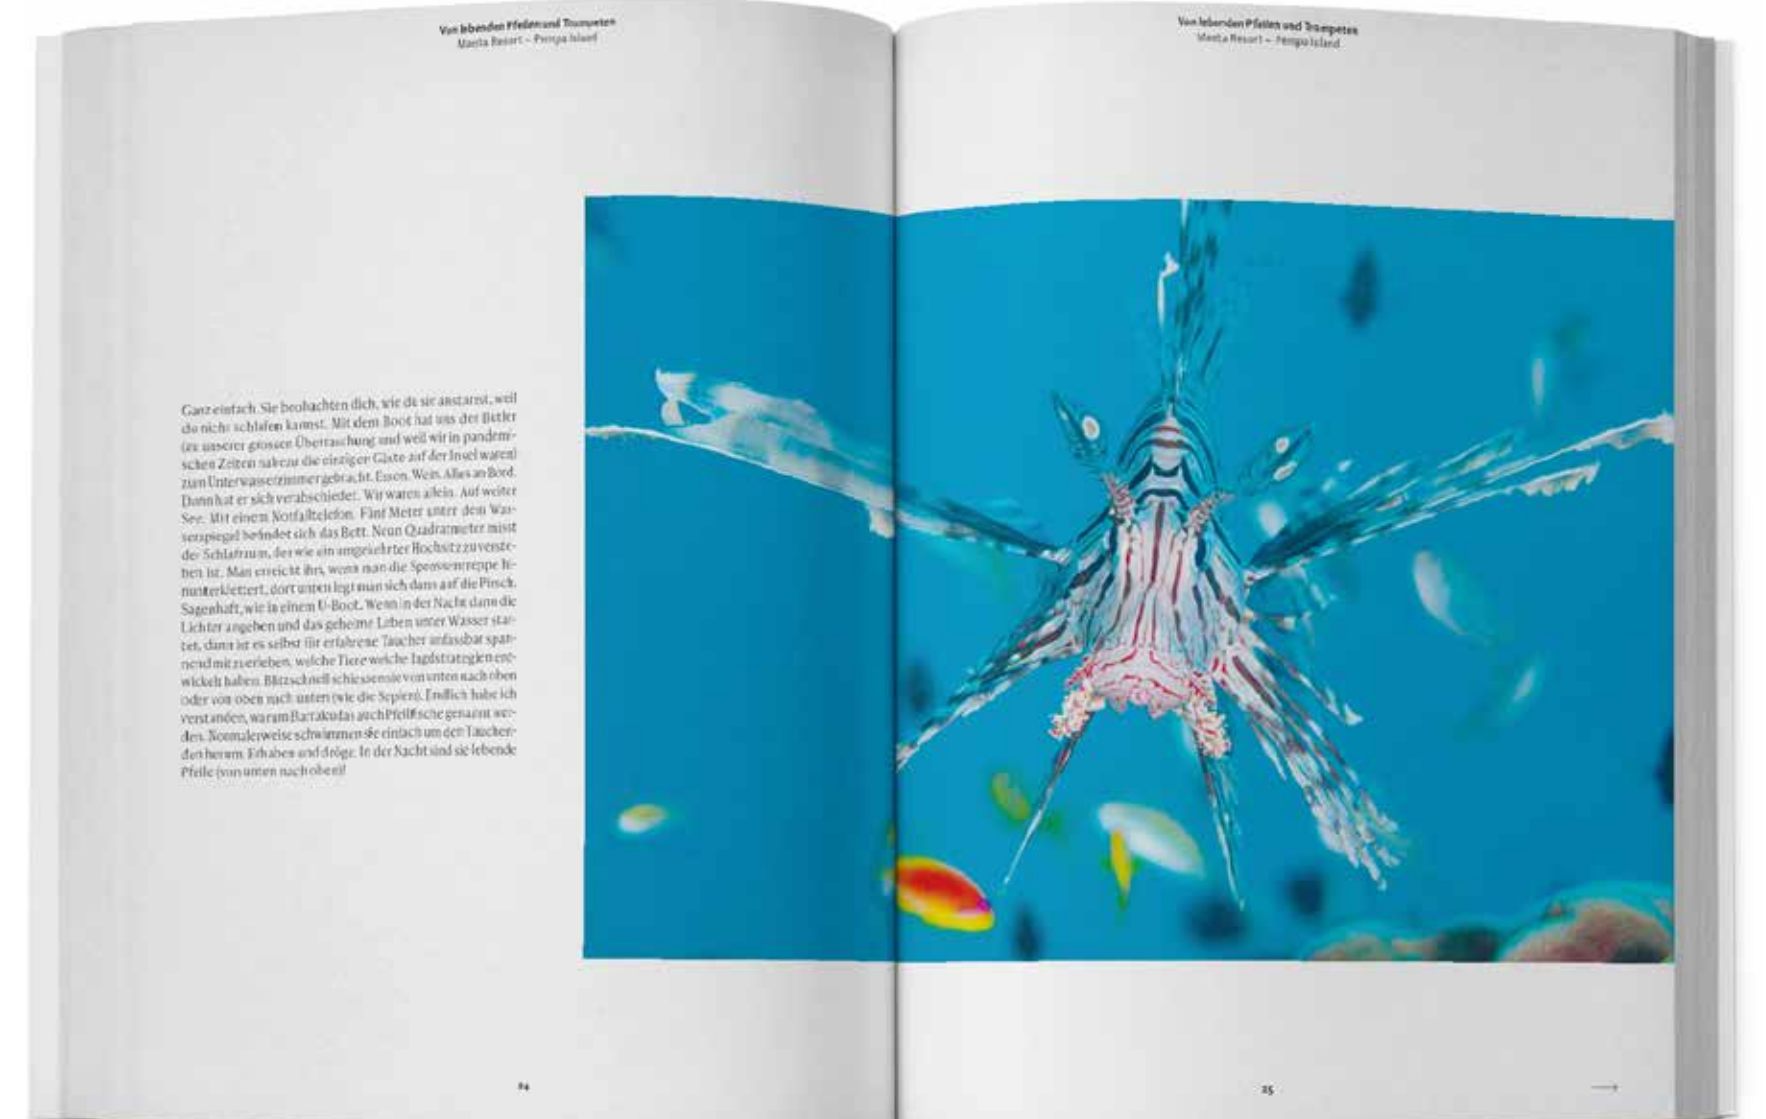 Von lebenden Pfeilen und Trompeten
Manta Resort – Pemba Island
Ganz einfach. Sie beobachten dich, wie du sie anstarrst, weil
du nicht schlafen kannst. Mit dem Boot hat uns der Butler
(zu unserer grossen Überraschung und weil wir in pandemi-
schen Zeiten nahezu die einzigen Gäste auf der Insel waren)
zum Unterwasserzimmer gebracht. Essen. Wein. Alles an Bord.
Dann hat er sich verabschiedet. Wir waren allein. Auf weiter
See. Mit einem Notfalltelefon. Fünf Meter unter dem Was-
serspiegel befindet sich das Bett. Neun Quadratmeter misst
der Schlafraum, der wie ein umgekehrter Hochsitz zu verste-
hen ist. Man erreicht ihn, wenn man die Sprossentreppe hi-
nunterklettert, dort unten legt man sich dann auf die Pritsch.
Sagenhaft, wie in einem U-Boot. Wenn in der Nacht dann die
Lichter angehen und das geheime Leben unter Wasser star-
tet, dann ist es selbst für erfahrene Taucher unfassbar span-
nend mitzuerleben, welche Tiere welche Jagdstrategien ent-
wickelt haben. Blitzschnell schiessen sie von unten nach oben
oder von oben nach unten (wie die Sepien). Endlich habe ich
verstanden, warum Barrakudas auch Pfeilfische genannt wer-
den. Normalerweise schwimmen sie einfach um den Tauchen-
den herum. Erhaben und dröge. In der Nacht sind sie lebende
Pfeile (von unten nach oben)!
24
Von lebenden Pfeilen und Trompeten
Manta Resort – Pemba Island
25